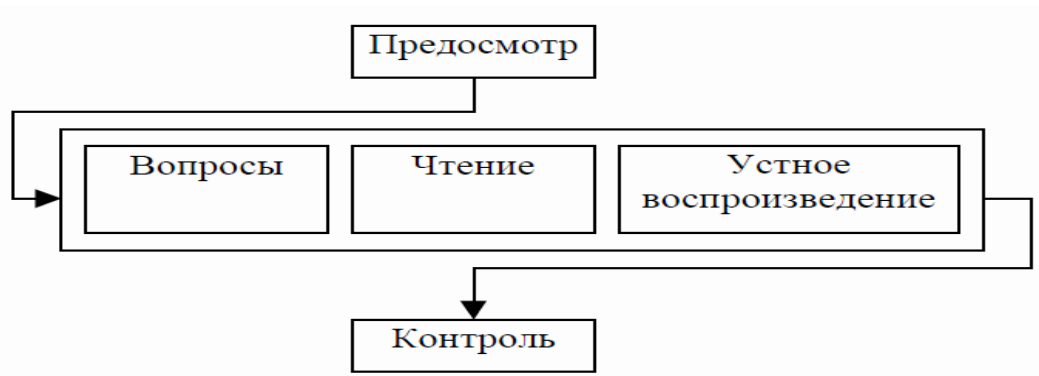 Предосмотр
Вопросы
Чтение
Устное
воспроизведение
Контроль